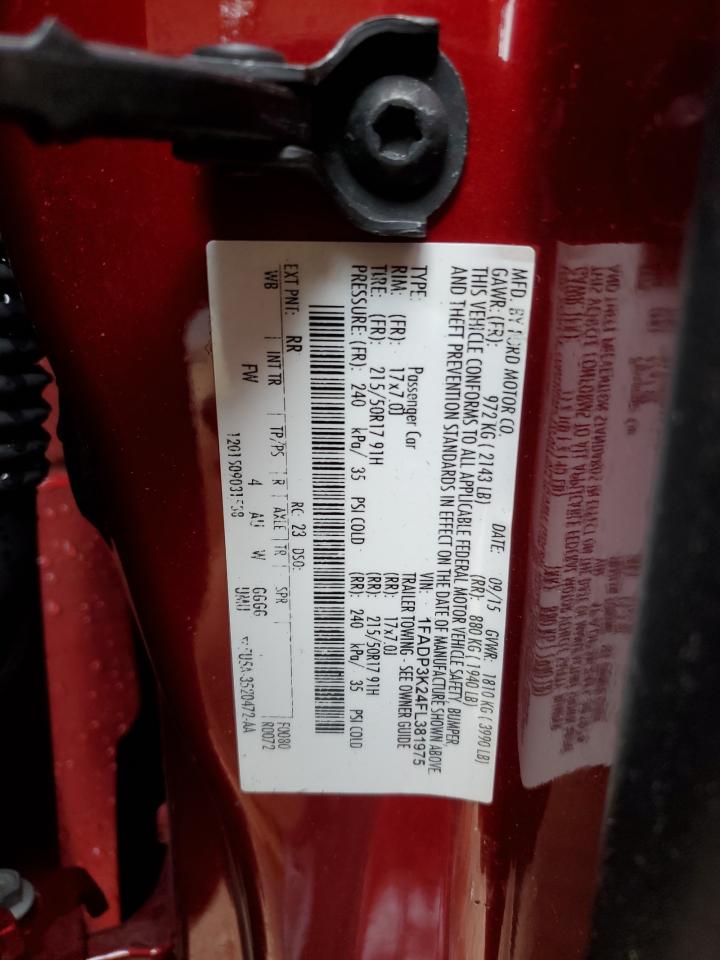 MFD. BY FORD MOTOR CO. DATE: 09/15 GVWR: 1810 KG ( 3990 LB)
GAWR: (FR): 972 KG ( 2143 LB) (RR): 880 KG ( 1940 LB)
THIS VEHICLE CONFORMS TO ALL APPLICABLE FEDERAL MOTOR VEHICLE SAFETY, BUMPER
AND THEFT PREVENTION STANDARDS IN EFFECT ON THE DATE OF MANUFACTURE SHOWN ABOVE
VIN: 1FADP3K24FL381975
TYPE: Passenger Car TRAILER TOWING - SEE OWNER GUIDE
RIM: (FR): 17x7.0J (RR): 17x7.0J
TIRE: (FR): 215/50R17 91H (RR): 215/50R17 91H
PRESSURE: (FR): 240 kPa/ 35 PSI COLD (RR): 240 kPa/ 35 PSI COLD
EXT PNT: RR RC: 23 DSO: F0080
WB INT TR TP/PS R AXLE TR SPR R0072
FW 4 W GGGG
3520472-AA